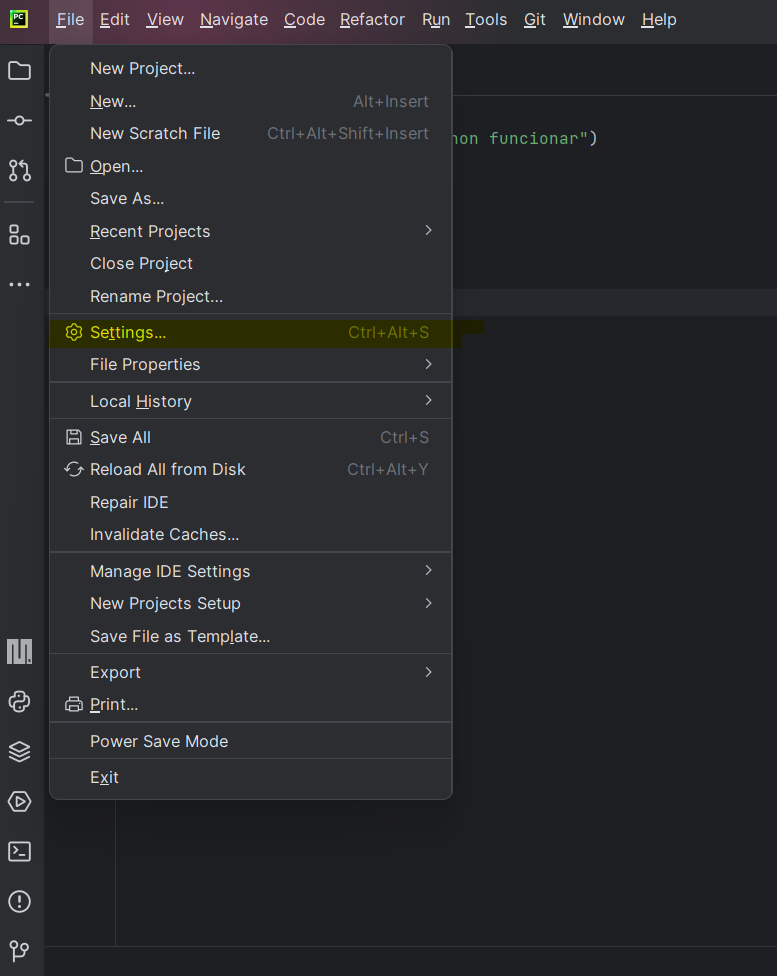 PC File Edit View Navigate Code Refactor Run Tools Git Window Help
New Project...
New... Alt+Insert
New Scratch File Ctrl+Alt+Shift+Insert
funcionar")
Open...
Save As...
Recent Projects
Close Project
Rename Project...
Settings... Ctrl+Alt+S
File Properties
Local History
Save All Ctrl+S
Reload All from Disk Ctrl+Alt+Y
Repair IDE
Invalidate Caches...
Manage IDE Settings
New Projects Setup
Save File as Template...
Export
Print...
Power Save Mode
Exit